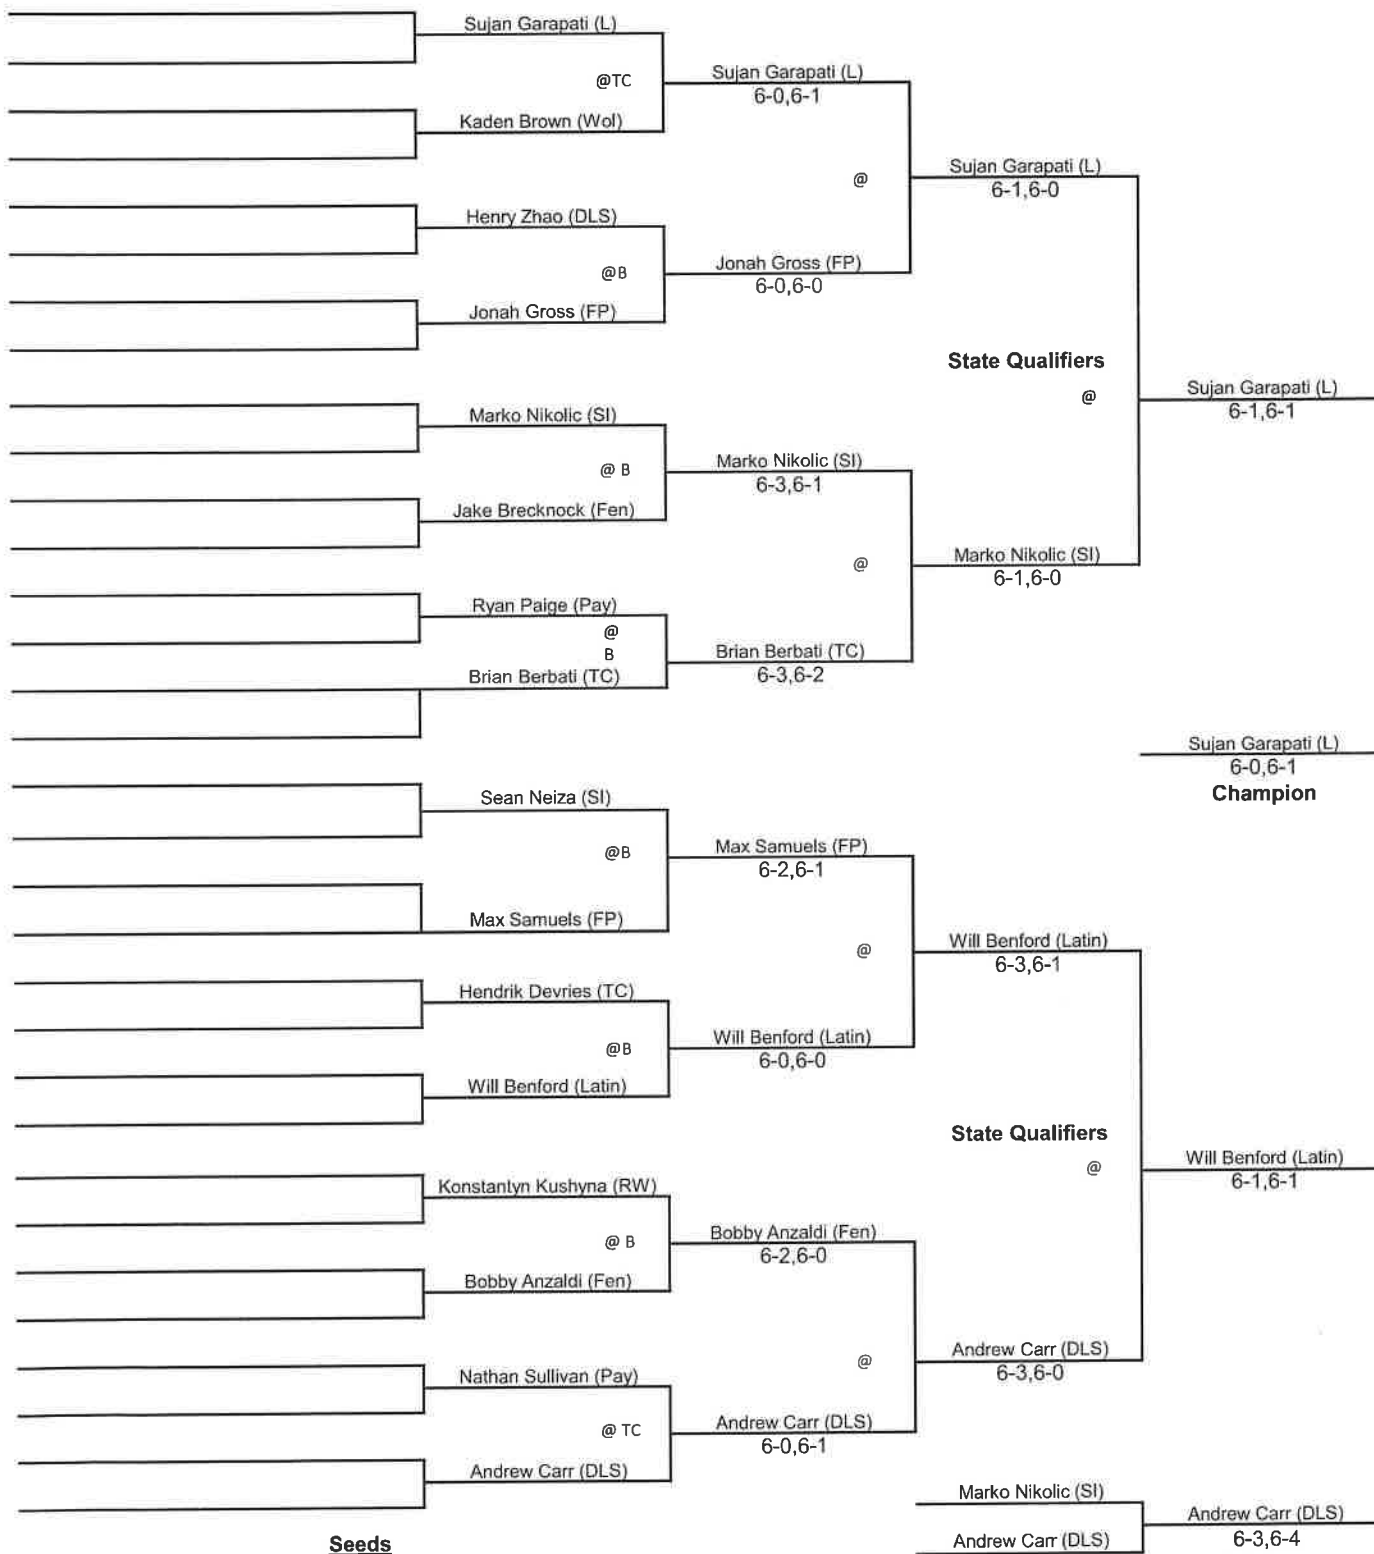 Sujan Garapati (L)
@TC
Kaden Brown (Wol)
Sujan Garapati (L)
6-0,6-1
Henry Zhao (DLS)
@B
Jonah Gross (FP)
Jonah Gross (FP)
6-0,6-0
@
Sujan Garapati (L)
6-1,6-0
Marko Nikolic (SI)
@ B
Jake Brecknock (Fen)
Marko Nikolic (SI)
6-3,6-1
Ryan Paige (Pay)
@
B
Brian Berbati (TC)
Brian Berbati (TC)
6-3,6-2
@
Marko Nikolic (SI)
6-1,6-0
State Qualifiers
@
Sujan Garapati (L)
6-1,6-1
Sujan Garapati (L)
6-0,6-1
Champion
Sean Neiza (SI)
@B
Max Samuels (FP)
Max Samuels (FP)
6-2,6-1
Hendrik Devries (TC)
@B
Will Benford (Latin)
Will Benford (Latin)
6-0,6-0
@
Will Benford (Latin)
6-3,6-1
Konstantyn Kushyna (RW)
@ B
Bobby Anzaldi (Fen)
Bobby Anzaldi (Fen)
6-2,6-0
Nathan Sullivan (Pay)
@ TC
Andrew Carr (DLS)
Andrew Carr (DLS)
6-0,6-1
@
Andrew Carr (DLS)
6-3,6-0
State Qualifiers
@
Will Benford (Latin)
6-1,6-1
Marko Nikolic (SI)
Andrew Carr (DLS)
Andrew Carr (DLS)
6-3,6-4
Seeds